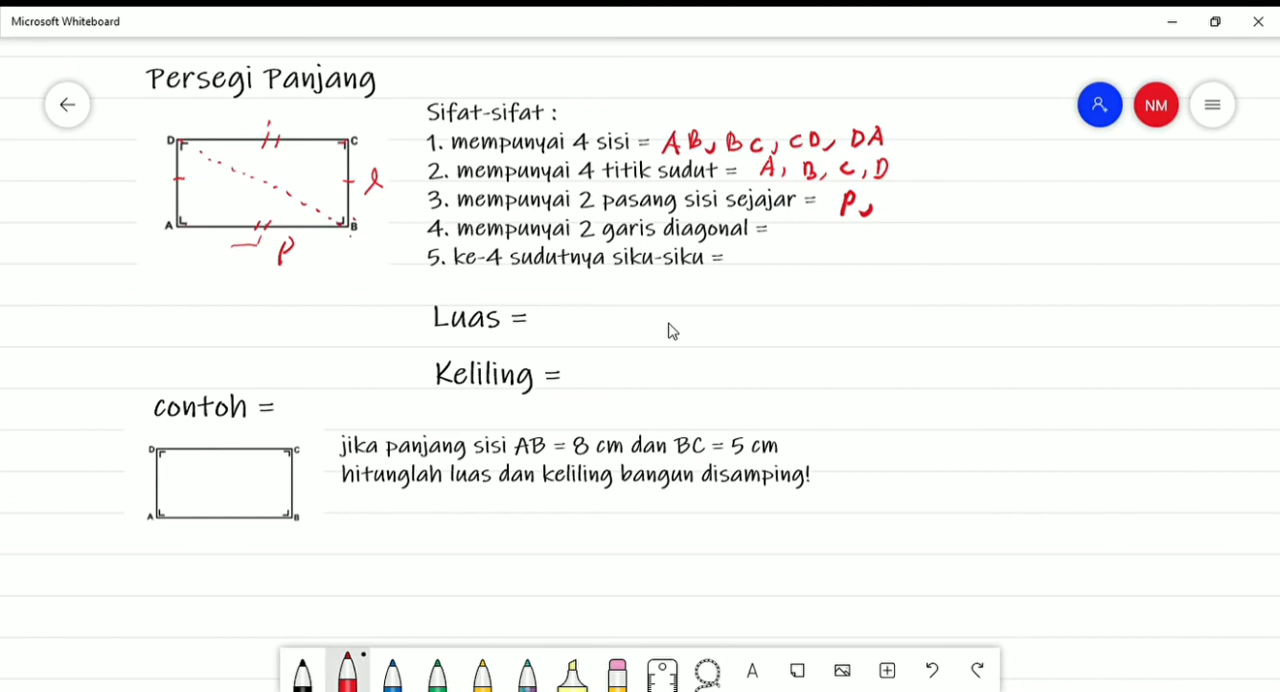 Microsoft Whiteboard
Persegi Panjang
D
C
A
B
l
p
Sifat-sifat :
1. mempunyai 4 sisi = AB, BC, CD, DA
2. mempunyai 4 titik sudut = A, B, C, D
3. mempunyai 2 pasang sisi sejajar = P,
4. mempunyai 2 garis diagonal =
5. ke-4 sudutnya siku-siku =
NM
Luas =
Keliling =
contoh =
D
C
A
B
jika panjang sisi AB = 8 cm dan BC = 5 cm
hitunglah luas dan keliling bangun disamping!
A